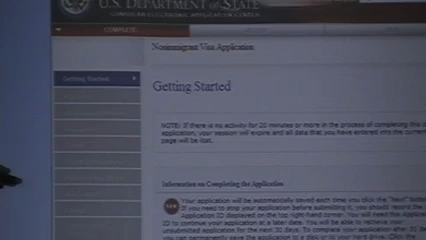 U.S. DEPARTMENT of STATE
CONSULAR ELECTRONIC APPLICATION CENTER
COMPLETE
Nonimmigrant Visa Application
Getting Started
Getting Started
NOTE: If there is no activity for 20 minutes or more in the process of completing this
application, your session will expire and all data that you have entered into the current
page will be lost.
Information on Completing the Application
Your application will be automatically saved each time you click the "Next" button.
If you need to stop your application before submitting it, you should record the
Application ID displayed on the top right-hand corner. You will need this
ID to continue your application at a later date. You will be able to retrieve your
unsubmitted application for the next 30 days. To complete your application after 30
you can permanently save the application to a disc or to your hard drive. Click the